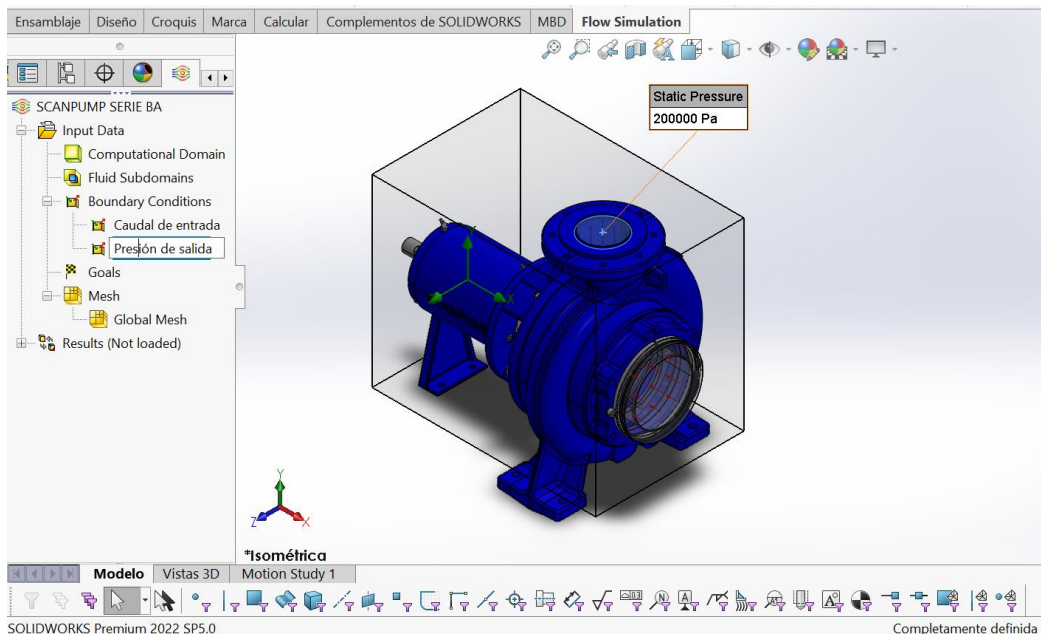 Ensamblaje Diseño Croquis Marca Calcular Complementos de SOLIDWORKS MBD Flow Simulation
SCANPUMP SERIE BA
Input Data
Computational Domain
Fluid Subdomains
Boundary Conditions
Caudal de entrada
Presión de salida
Goals
Mesh
Global Mesh
Results (Not loaded)
Static Pressure
200000 Pa
Y
X
Y
Z
X
*Isométrica
Modelo Vistas 3D Motion Study 1
SOLIDWORKS Premium 2022 SP5.0 Completamente definida